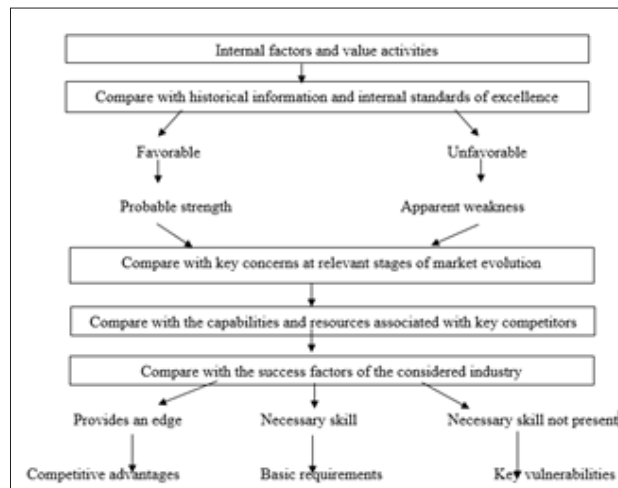 Internal factors and value activities
Compare with historical information and internal standards of excellence
Favorable
Unfavorable
Probable strength
Apparent weakness
Compare with key concerns at relevant stages of market evolution
Compare with the capabilities and resources associated with key competitors
Compare with the success factors of the considered industry
Provides an edge
Necessary skill
Necessary skill not present
Competitive advantages
Basic requirements
Key vulnerabilities